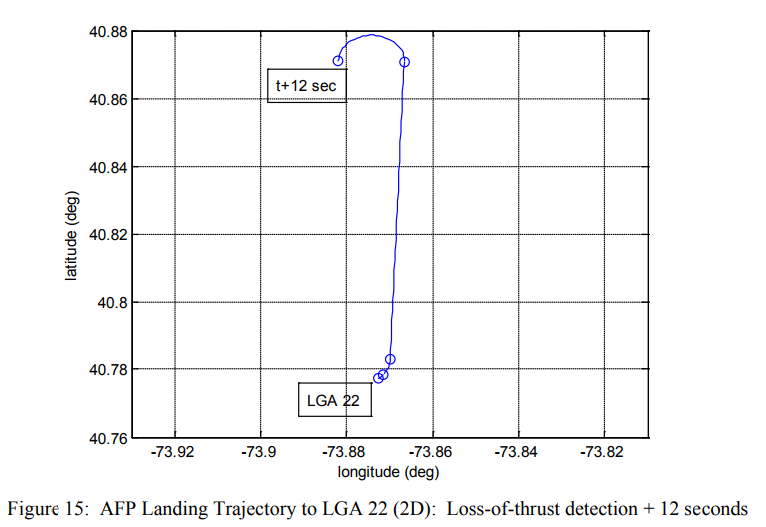 40.88
t+12 sec
40.86
40.84
latitude (deg)
40.82
40.8
40.78
LGA 22
40.76
-73.92 -73.9 -73.88 -73.86 -73.84 -73.82
longitude (deg)
Figure 15: AFP Landing Trajectory to LGA 22 (2D): Loss-of-thrust detection + 12 seconds